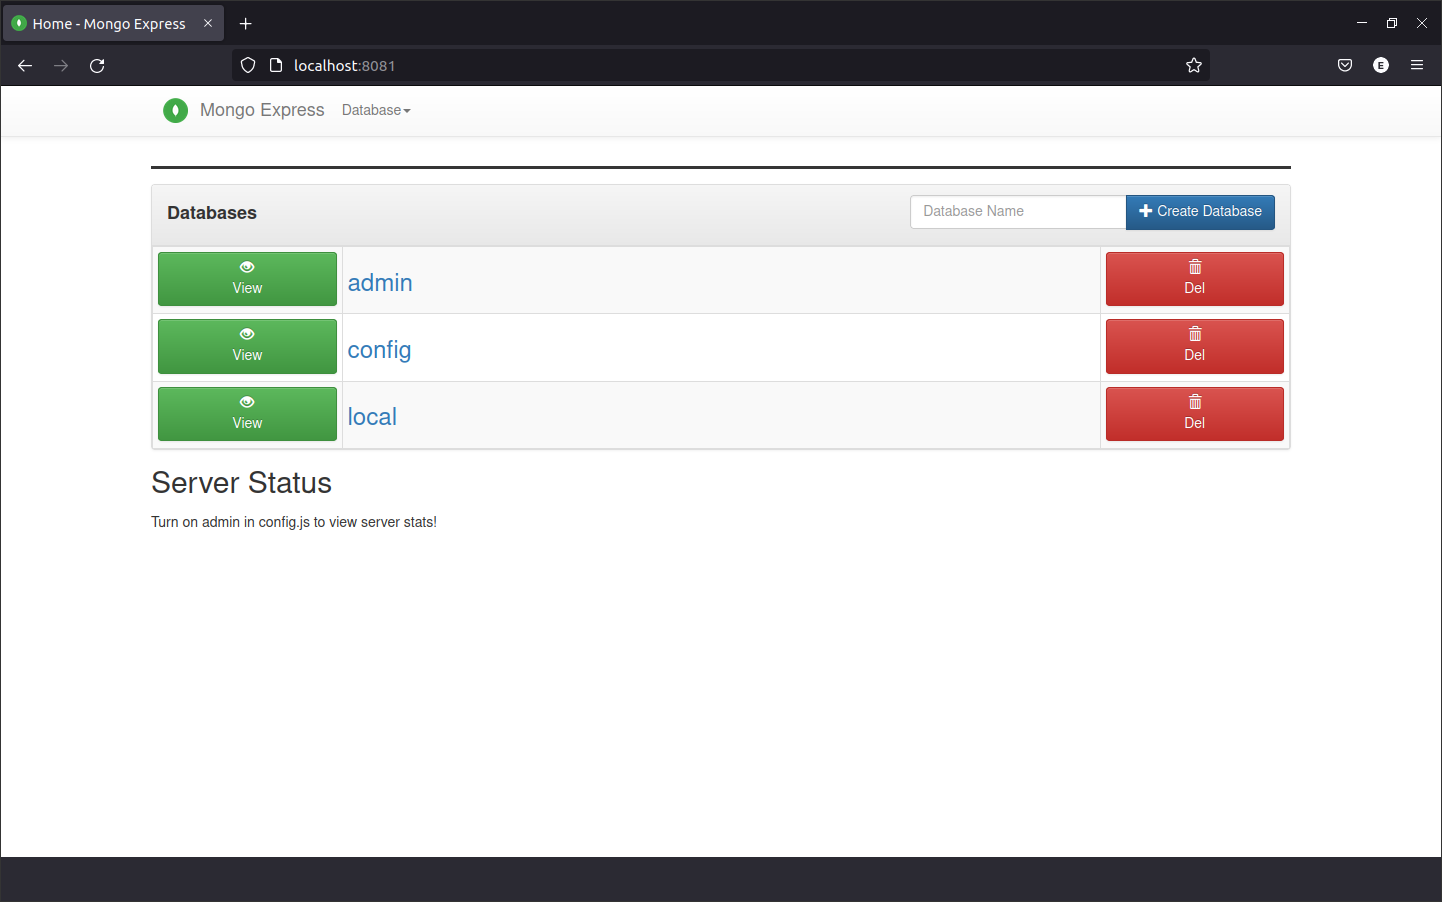 Home - Mongo Express
localhost:8081
E
Mongo Express Database
Databases
Database Name
Create Database
View
admin
Del
View
config
Del
View
local
Del
Server Status
Turn on admin in config.js to view server stats!